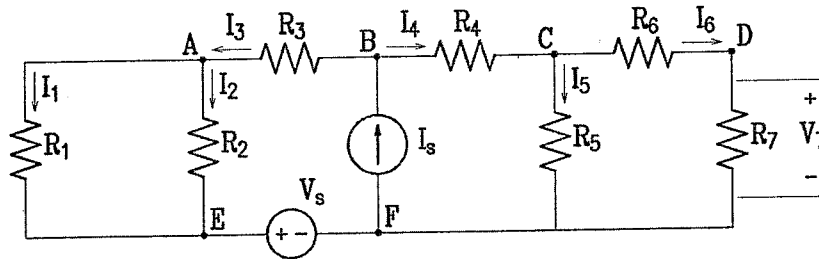 A I₃ R₃ B I₄ R₄ C R₆ I₆ D
I₁ I₂ I₅ +
R₁ R₂ Iₛ R₅ R₇
Vₛ -
E + - F